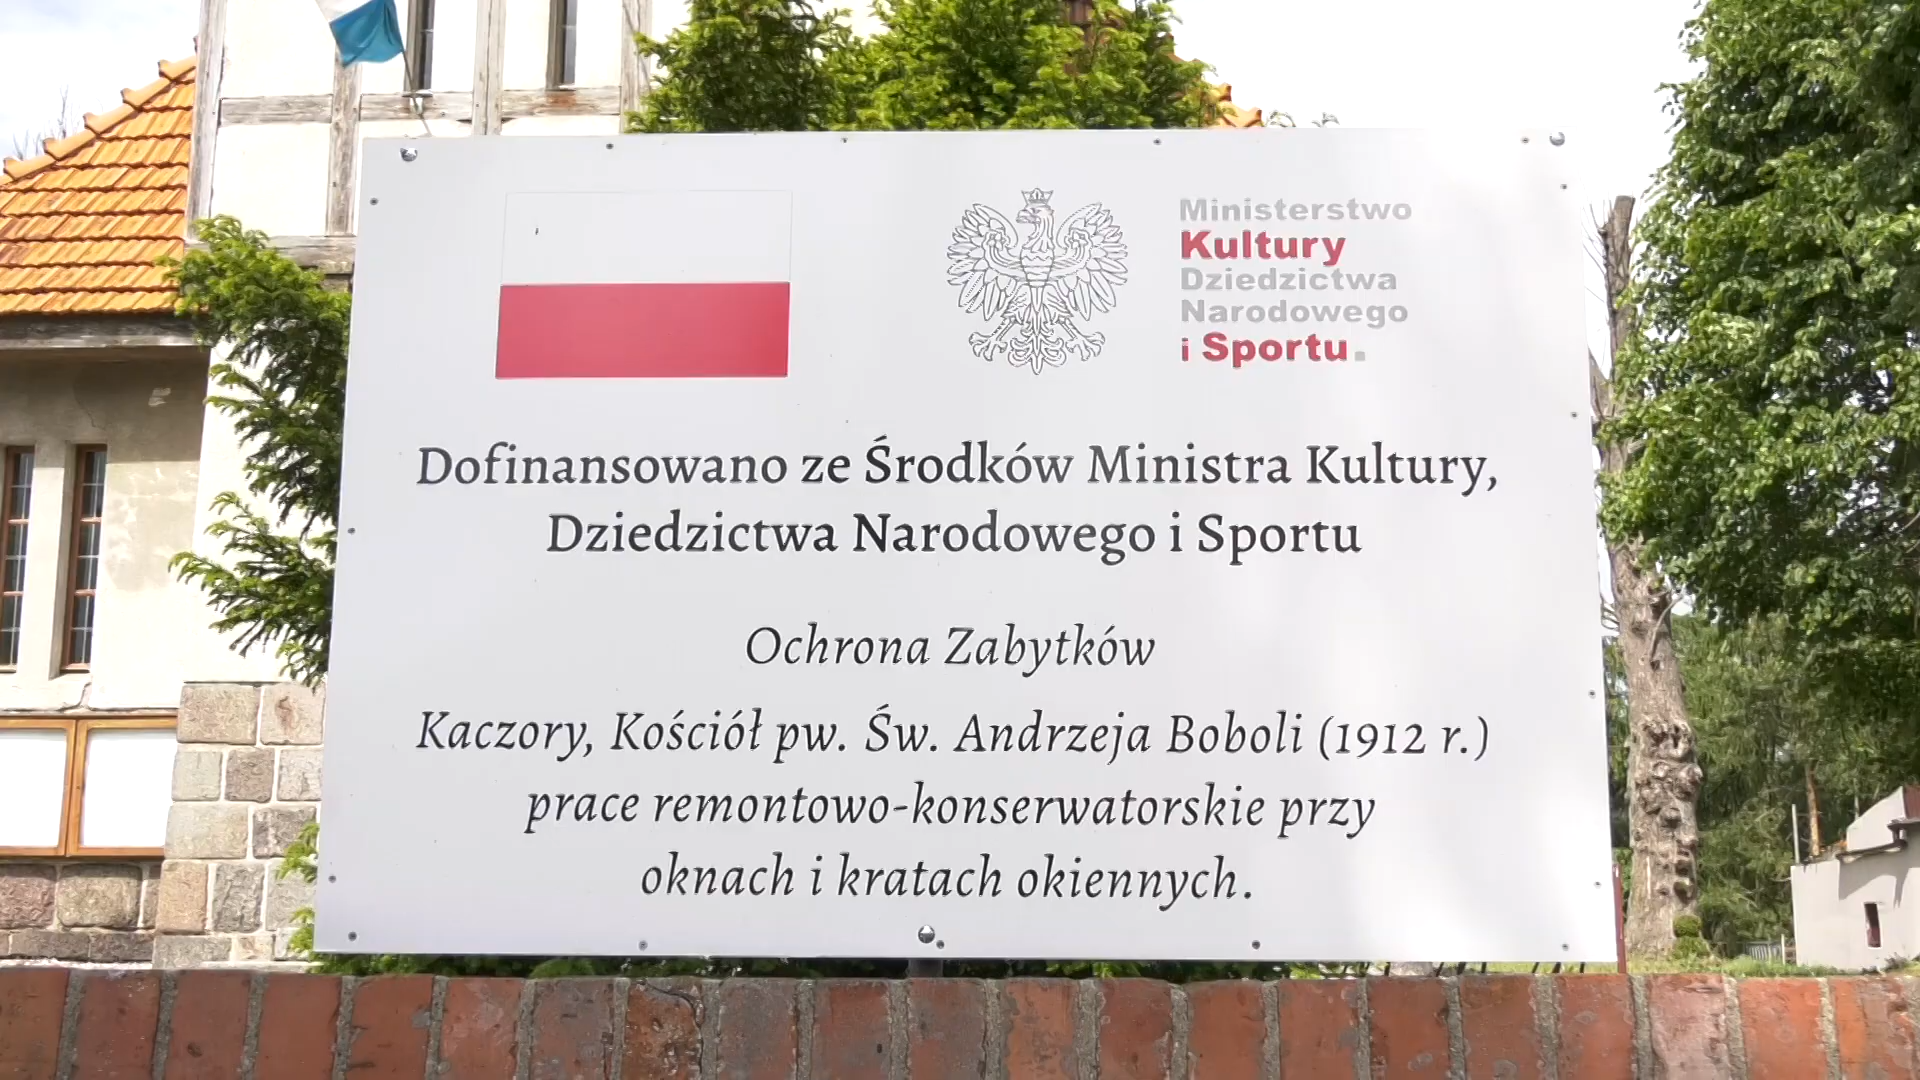 Ministerstwo
Kultury
Dziedzictwa
Narodowego
i Sportu.
Dofinansowano ze Środków Ministra Kultury,
Dziedzictwa Narodowego i Sportu
Ochrona Zabytków
Kaczory, Kościół pw. Św. Andrzeja Boboli (1912 r.)
prace remontowo-konserwatorskie przy
oknach i kratach okiennych.